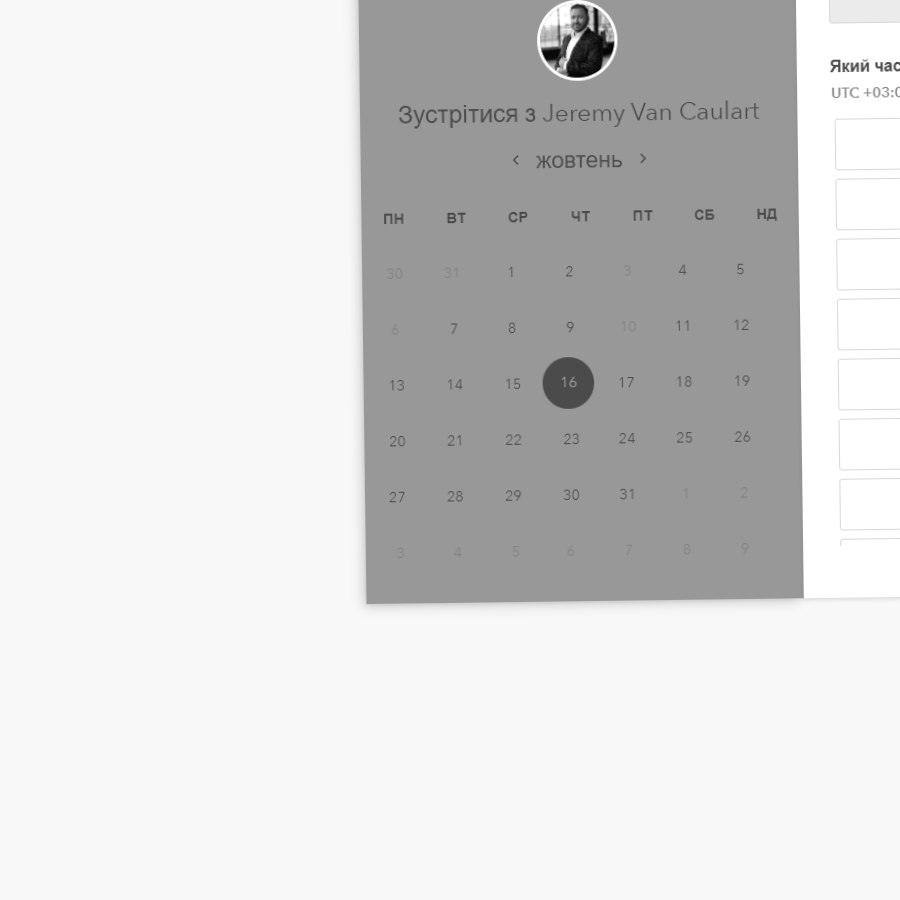 Зустрітися з Jeremy Van Caulart
< жовтень >
ПН ВТ СР ЧТ ПТ СБ НД
30 31 1 2 3 4 5
6 7 8 9 10 11 12
13 14 15 16 17 18 19
20 21 22 23 24 25 26
27 28 29 30 31 1 2
3 4 5 6 7 8 9
Який час
UTC +03:0